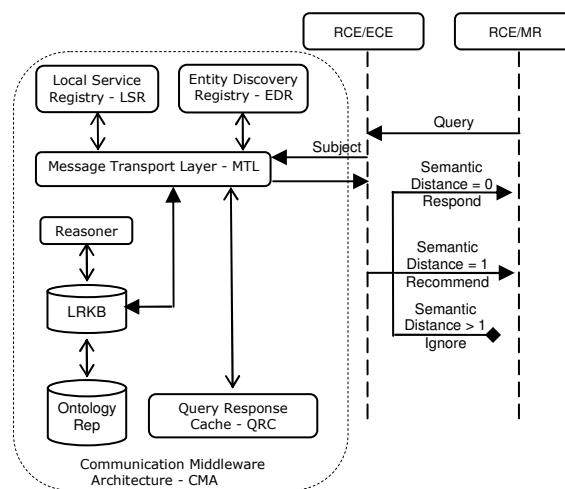 RCE/ECE
RCE/MR
Local Service
Registry - LSR
Entity Discovery
Registry - EDR
Query
Subject
Message Transport Layer - MTL
Semantic
Distance = 0
Respond
Reasoner
Semantic
Distance = 1
Recommend
LRKB
Semantic
Distance > 1
Ignore
Ontology
Rep
Query Response
Cache - QRC
Communication Middleware
Architecture - CMA